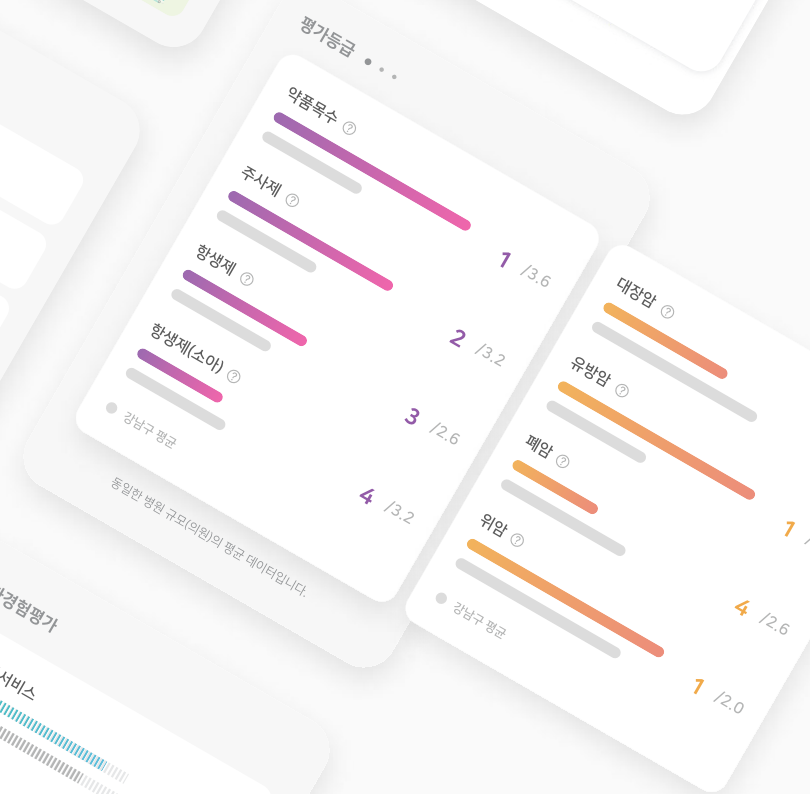 평가등급
약품목수 ?
1 /3.6
주사제 ?
2 /3.2
항생제 ?
3 /2.6
항생제(소아) ?
4 /3.2
강남구 평균
동일한 병원 규모(의원)의 평균 데이터입니다.
대장암 ?
유방암 ?
1 /
폐암 ?
4 /2.6
위암 ?
1 /2.0
강남구 평균
경험평가
서비스